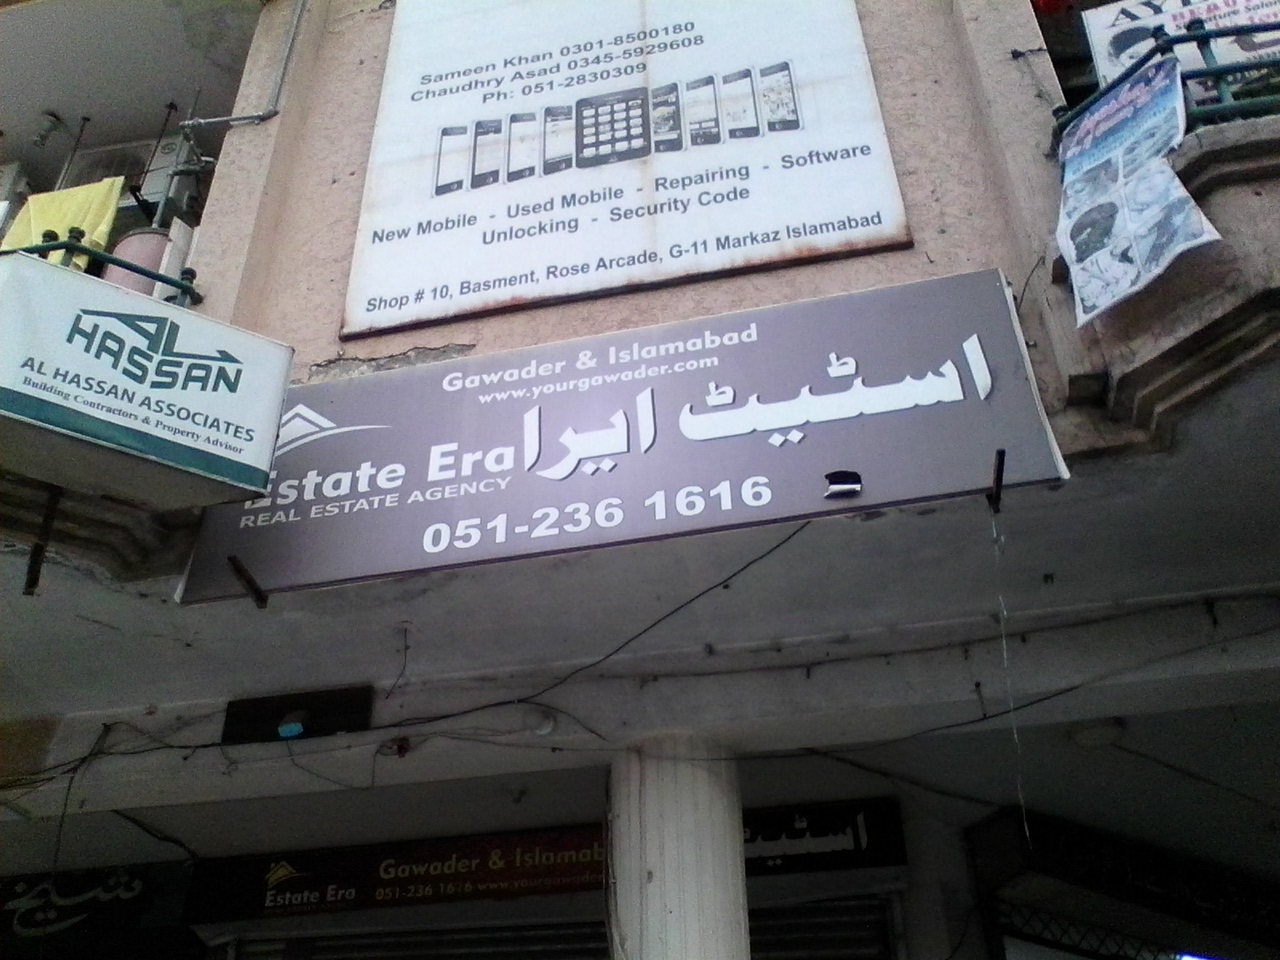 Sameen Khan 0301-8500180
Chaudhry Asad 0345-5929608
Ph: 051-2830309
New Mobile - Used Mobile - Repairing - Software
Unlocking - Security Code
Shop # 10, Basment, Rose Arcade, G-11 Markaz Islamabad
AL HASSAN
AL HASSAN ASSOCIATES
Building Contractors & Property Advisor
Gawader & Islamabad
www.yourgawader.com
Estate Era اسٹیٹ ایرا
REAL ESTATE AGENCY
051-236 1616
Estate Era
Gawader & Islamab
051-236 1616 www.yourgawader
اسٹیٹ
شیخ